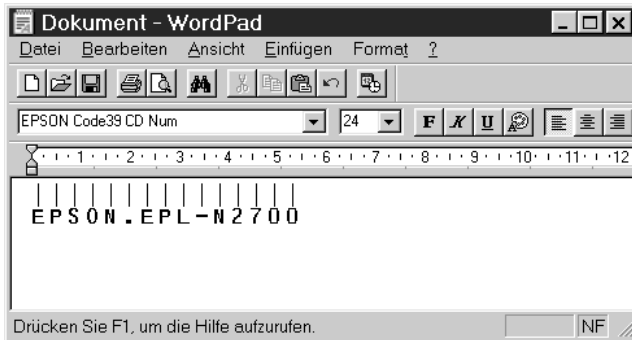 Dokument - WordPad
Datei Bearbeiten Ansicht Einfügen Format ?
EPSON Code39 CD Num 24 F K U
1 2 3 4 5 6 7 8 9 10 11 12
EPSON.EPL-N2700
Drücken Sie F1, um die Hilfe aufzurufen. NF